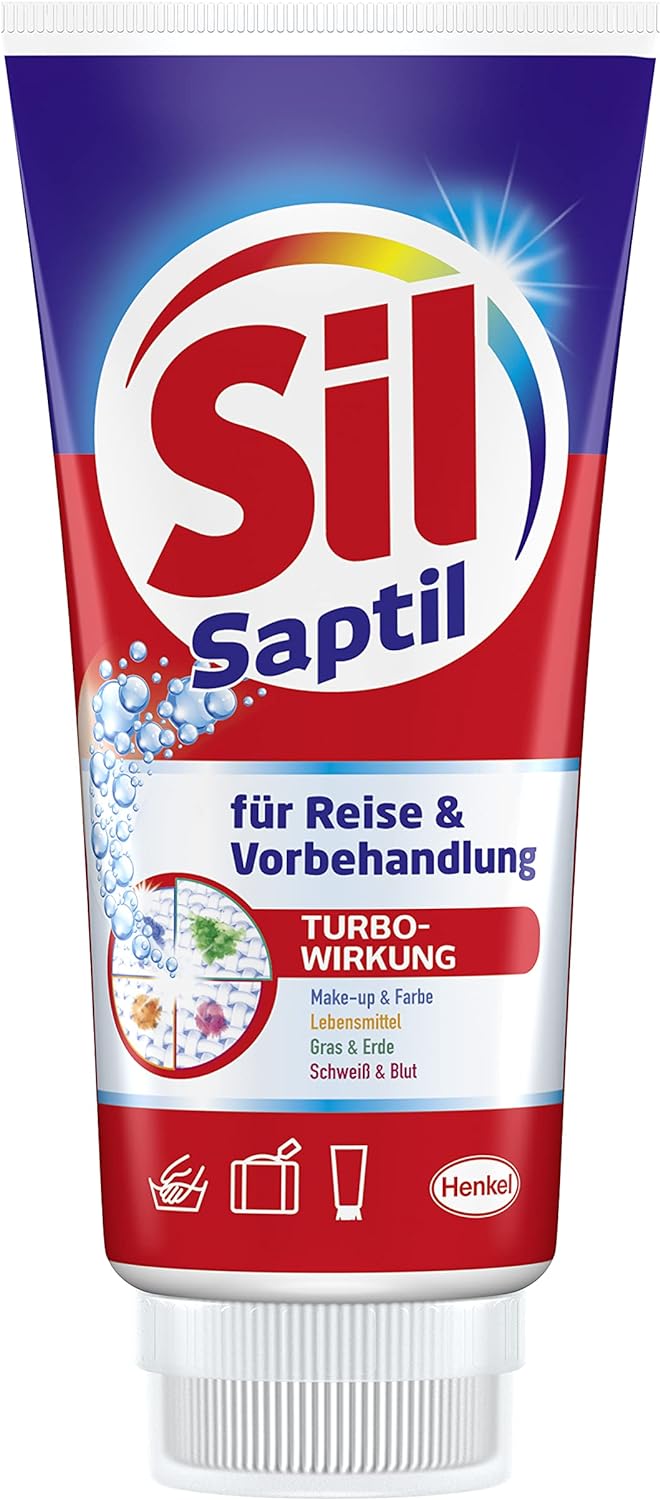 Sil
Saptil
für Reise &
Vorbehandlung
TURBO-
WIRKUNG
Make-up & Farbe
Lebensmittel
Gras & Erde
Schweiß & Blut
Henkel